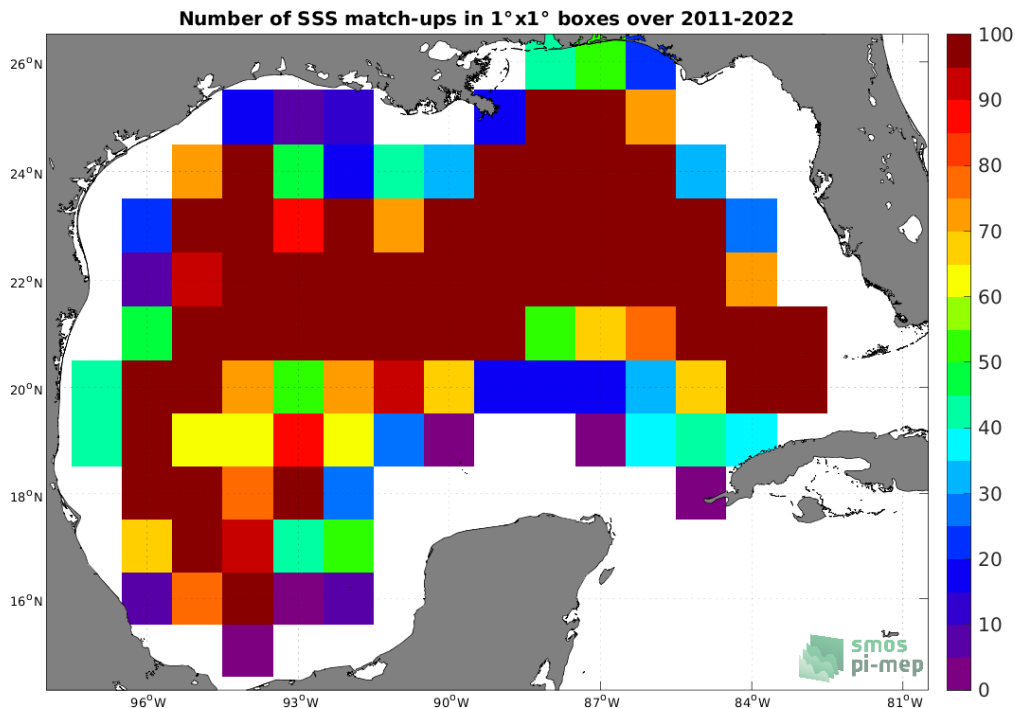 Number of SSS match-ups in 1°x1° boxes over 2011-2022
26°N
24°N
22°N
20°N
18°N
16°N
96°W
93°W
90°W
87°W
84°W
81°W
100
90
80
70
60
50
40
30
20
10
0
smos
pi-mep